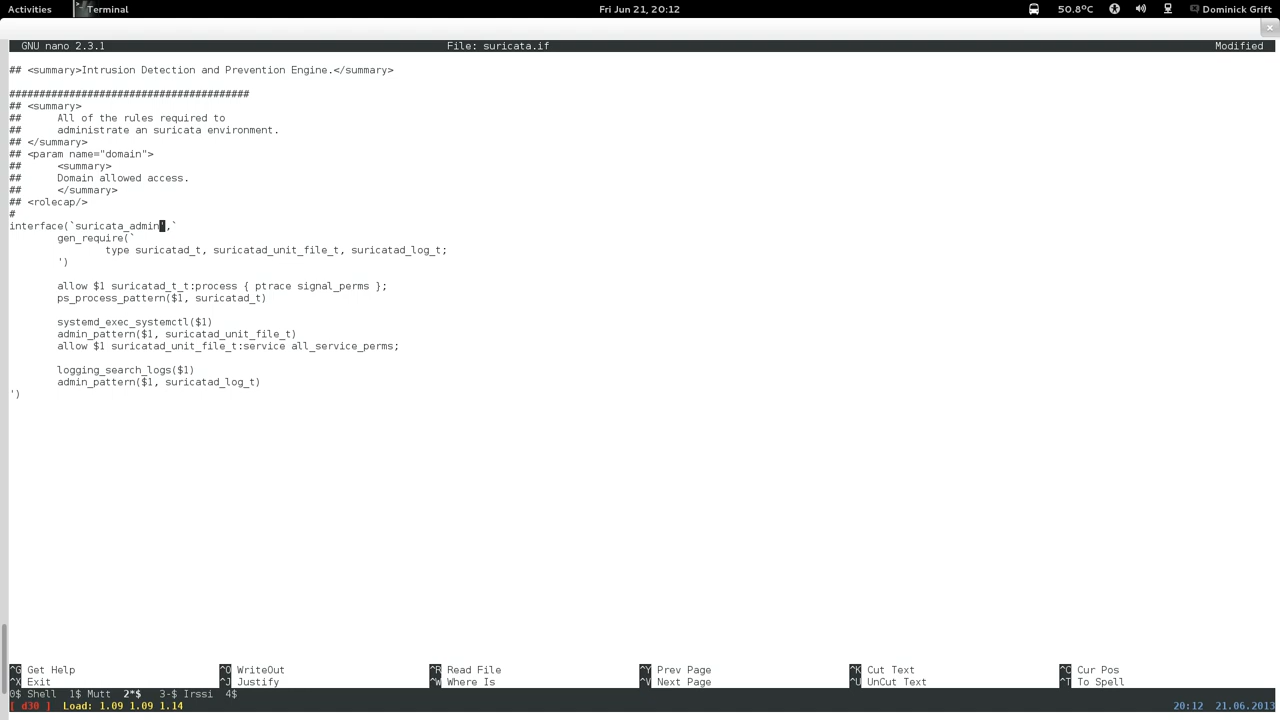 Activities Terminal Fri Jun 21, 20:12 50.8ºC Dominick Grift
GNU nano 2.3.1 File: suricata.if Modified
## <summary>Intrusion Detection and Prevention Engine.</summary>
########################################
## <summary>
## All of the rules required to
## administrate an suricata environment.
## </summary>
## <param name="domain">
## <summary>
## Domain allowed access.
## </summary>
## <rolecap/>
#
interface(`suricata_admin',`
gen_require(`
type suricatad_t, suricatad_unit_file_t, suricatad_log_t;
')
allow $1 suricatad_t_t:process { ptrace signal_perms };
ps_process_pattern($1, suricatad_t)
systemd_exec_systemctl($1)
admin_pattern($1, suricatad_unit_file_t)
allow $1 suricatad_unit_file_t:service all_service_perms;
logging_search_logs($1)
admin_pattern($1, suricatad_log_t)
')
^G Get Help ^O WriteOut ^R Read File ^Y Prev Page ^K Cut Text ^C Cur Pos
^X Exit ^J Justify ^W Where Is ^V Next Page ^U UnCut Text ^T To Spell
0$ Shell 1$ Mutt 2*$ 3-$ Irssi 4$
[ d30 ] Load: 1.09 1.09 1.14 20:12 21.06.2013